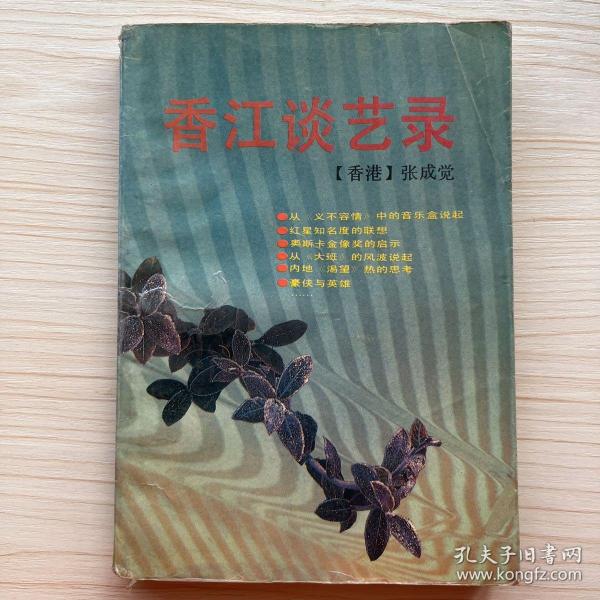 香江谈艺录
【香港】张成觉
●从《义不容情》中的音乐盒说起
●红星知名度的联想
●奥斯卡金像奖的启示
●从《大班》的风波说起
●内地《渴望》热的思考
●豪侠与英雄
……
孔夫子旧书网
www.kongfz.com